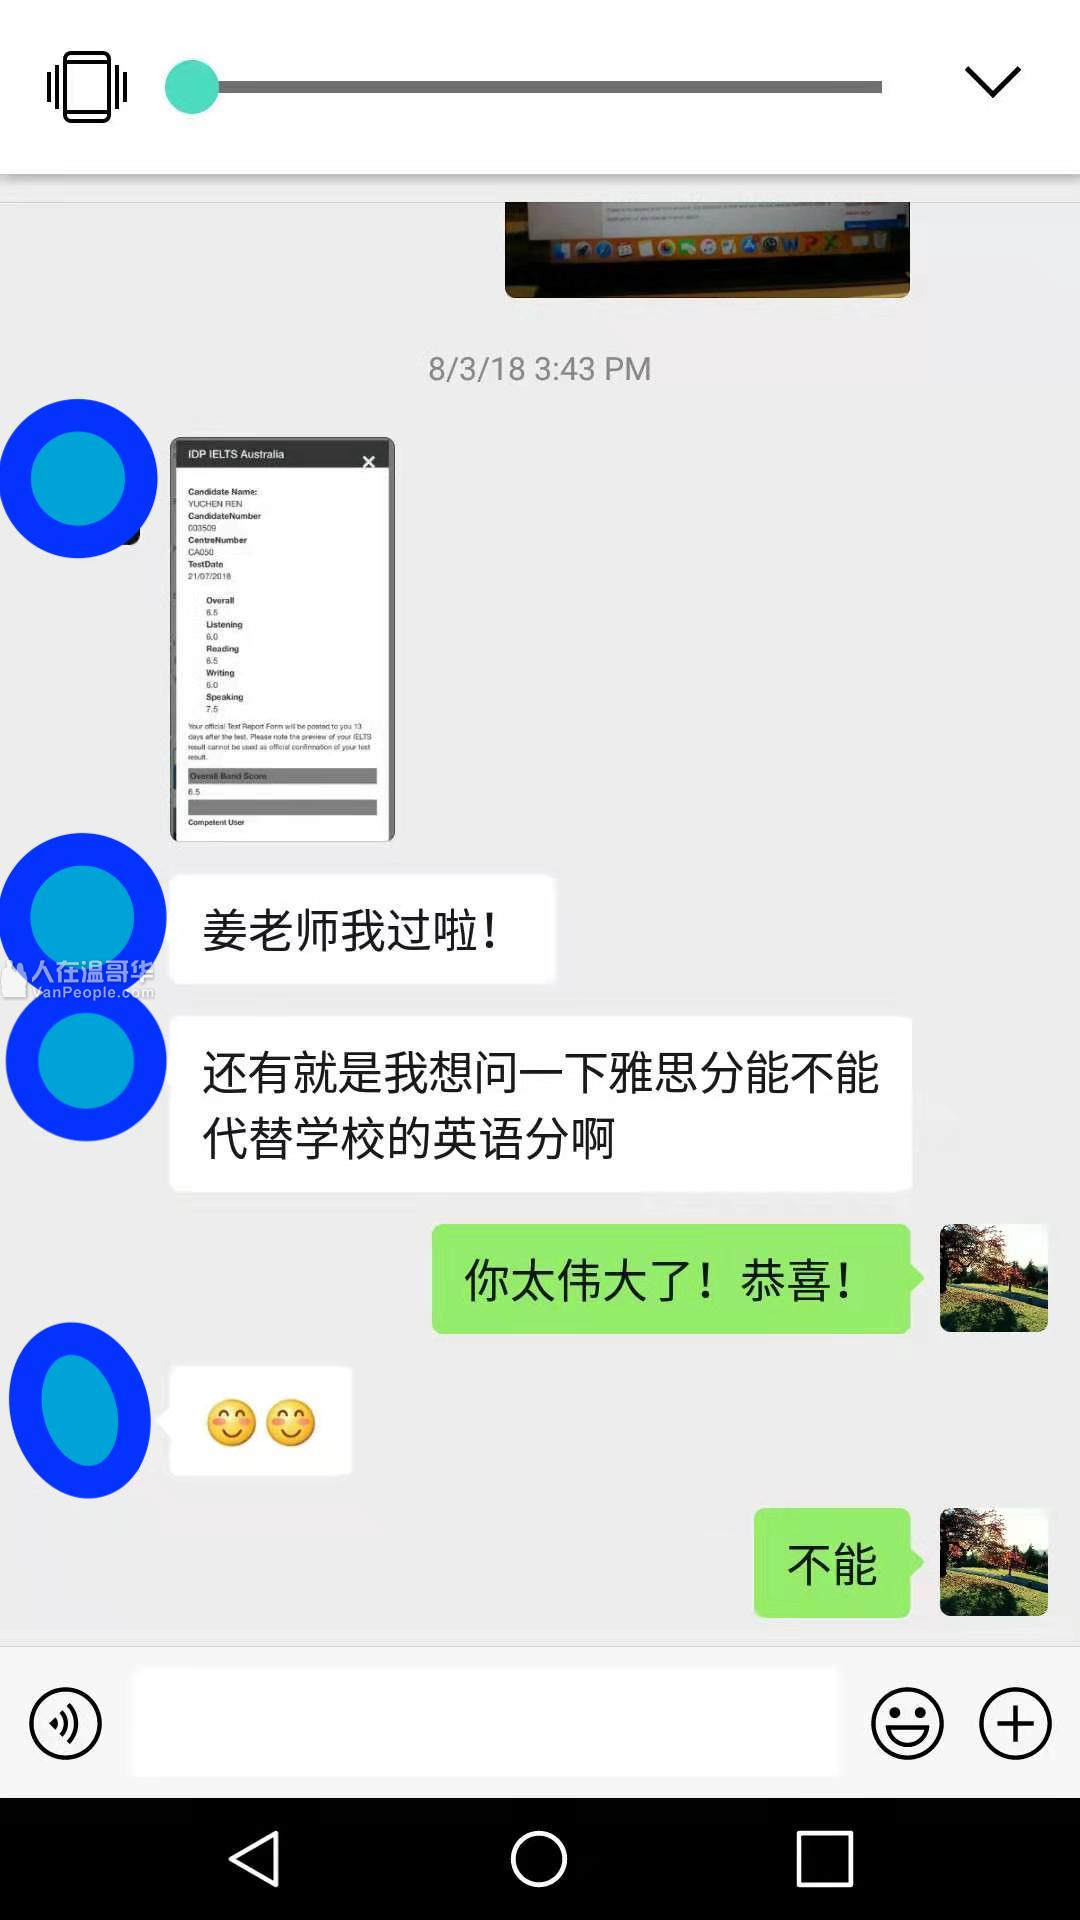 8/3/18 3:43 PM
IDP IELTS Australia
Candidate Name:
YUCHEN REN
CandidateNumber
003509
CentreNumber
CA050
TestDate
21/07/2018
Overall
6.5
Listening
6.0
Reading
6.5
Writing
6.0
Speaking
7.5
Your official Test Report Form will be posted to you 13
days after the test. Please note the preview of your IELTS
result cannot be used as official confirmation of your test
result.
Overall Band Score
6.5
Competent User
姜老师我过啦！
人在温哥华
VanPeople.com
还有就是我想问一下雅思分能不能
代替学校的英语分啊
你太伟大了！恭喜！
不能